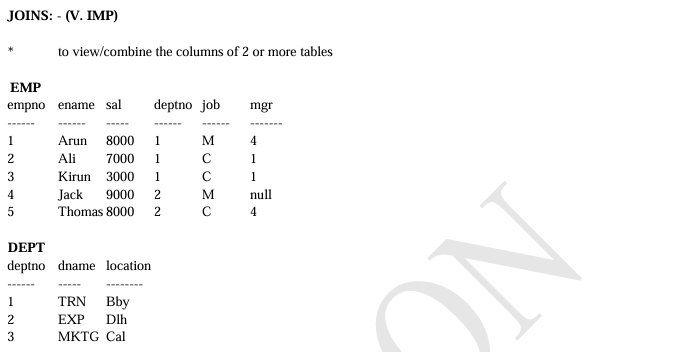 JOINS: - (V. IMP)
* to view/combine the columns of 2 or more tables
EMP
empno ename sal deptno job mgr
------ ------ ----- ------ ------ -------
1 Arun 8000 1 M 4
2 Ali 7000 1 C 1
3 Kirun 3000 1 C 1
4 Jack 9000 2 M null
5 Thomas 8000 2 C 4
DEPT
deptno dname location
------ ----- --------
1 TRN Bby
2 EXP Dlh
3 MKTG Cal
ON